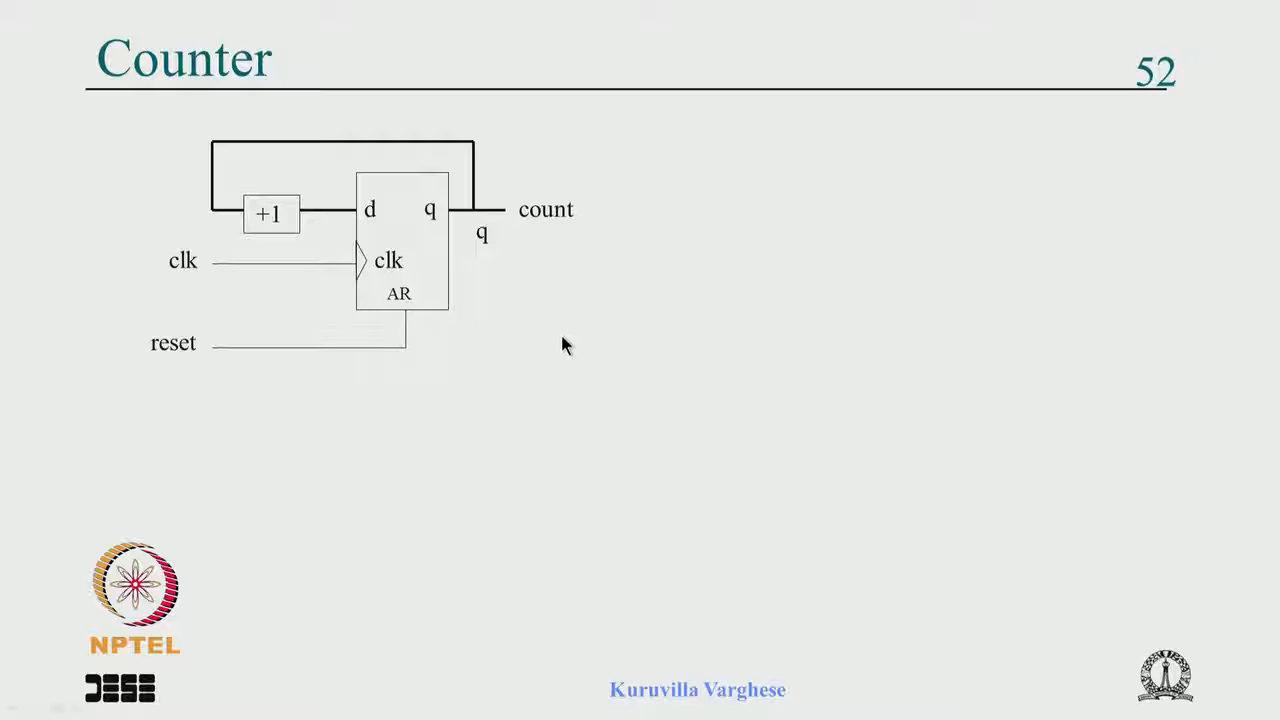 Counter
52
+1
d
q
count
q
clk
clk
AR
reset
NPTEL
Kuruvilla Varghese